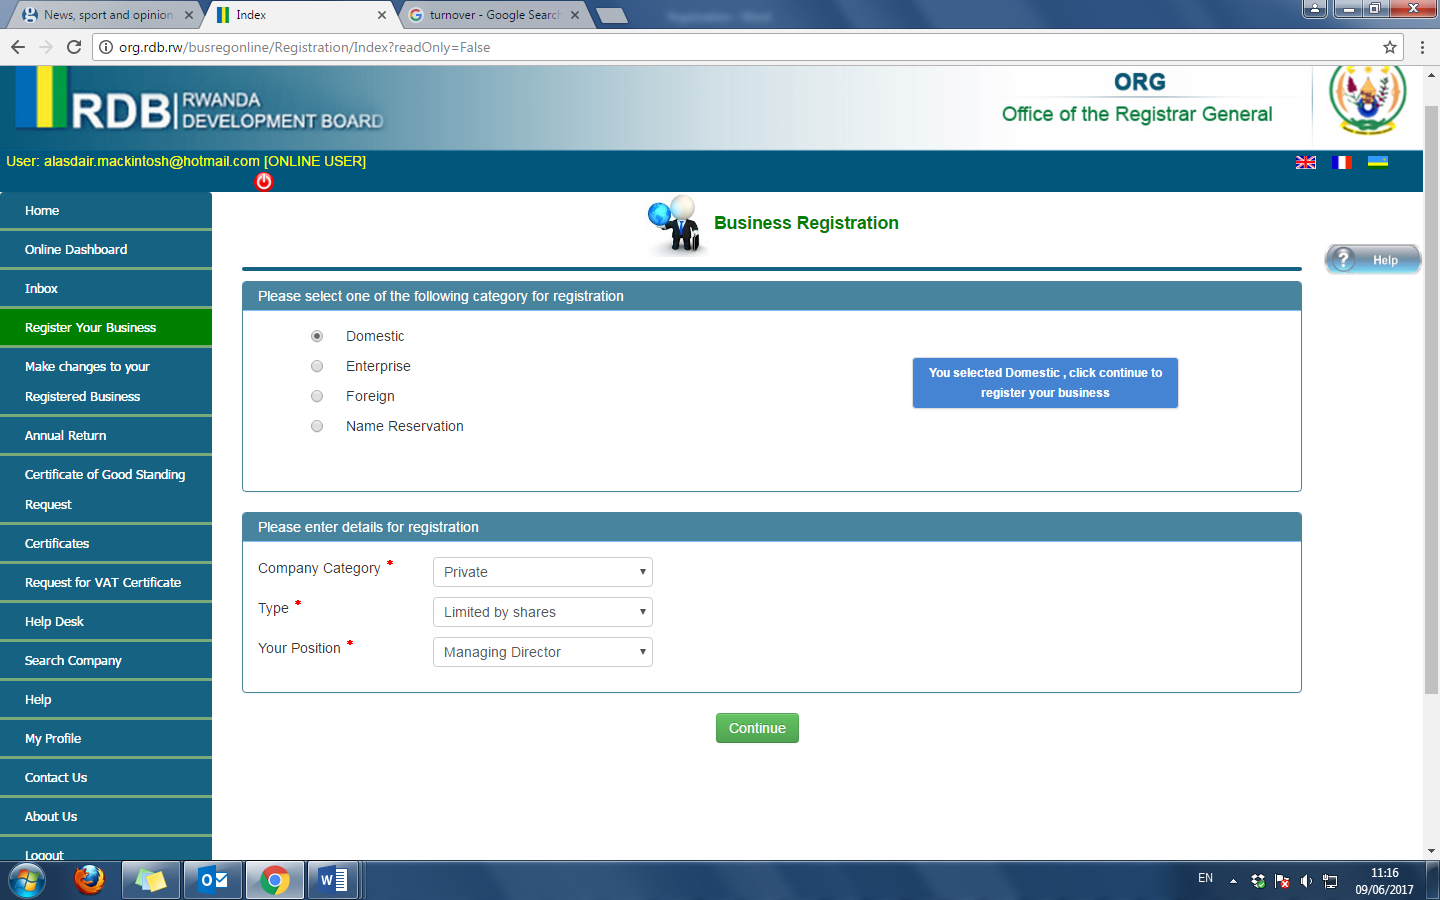 News, sport and opinion
Index
turnover - Google Search
org.rdb.rw/busregonline/Registration/Index?readOnly=False
RDB
RWANDA
DEVELOPMENT BOARD
ORG
Office of the Registrar General
User: alasdair.mackintosh@hotmail.com [ONLINE USER]
Home
Online Dashboard
Inbox
Register Your Business
Make changes to your
Registered Business
Annual Return
Certificate of Good Standing
Request
Certificates
Request for VAT Certificate
Help Desk
Search Company
Help
My Profile
Contact Us
About Us
Logout
Business Registration
? Help
Please select one of the following category for registration
Domestic
Enterprise
Foreign
Name Reservation
You selected Domestic , click continue to
register your business
Please enter details for registration
Company Category * Private
Type * Limited by shares
Your Position * Managing Director
Continue
EN
11:16
09/06/2017